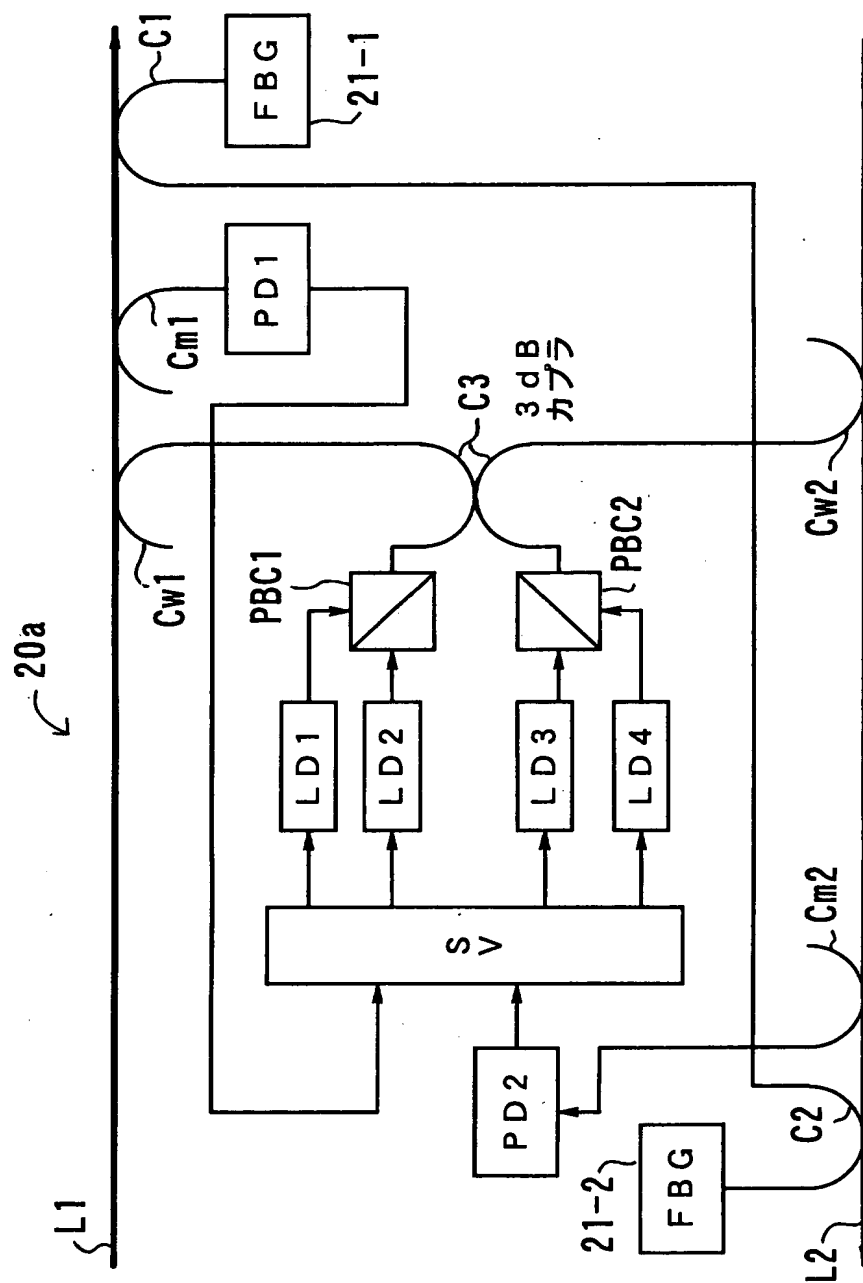 20a
L1
Cw1
Cm1
C1
FBG
21-1
PD1
C3
3dB
カプラ
PBC1
PBC2
LD1
LD2
LD3
LD4
SV
PD2
21-2
FBG
C2
Cm2
Cw2
L2